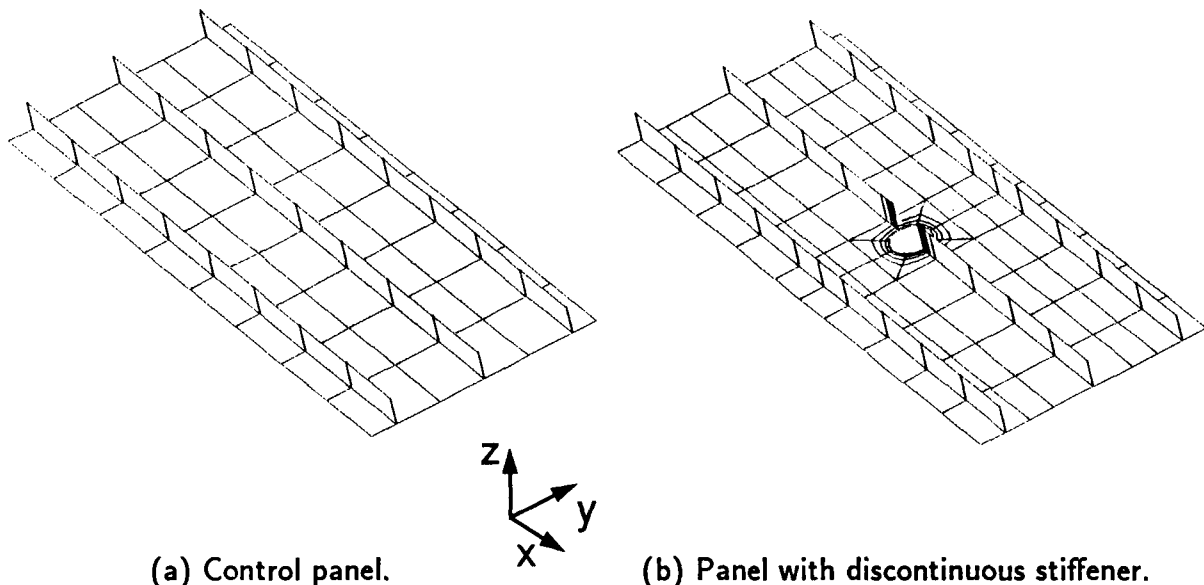 z
y
x
(a) Control panel.
(b) Panel with discontinuous stiffener.